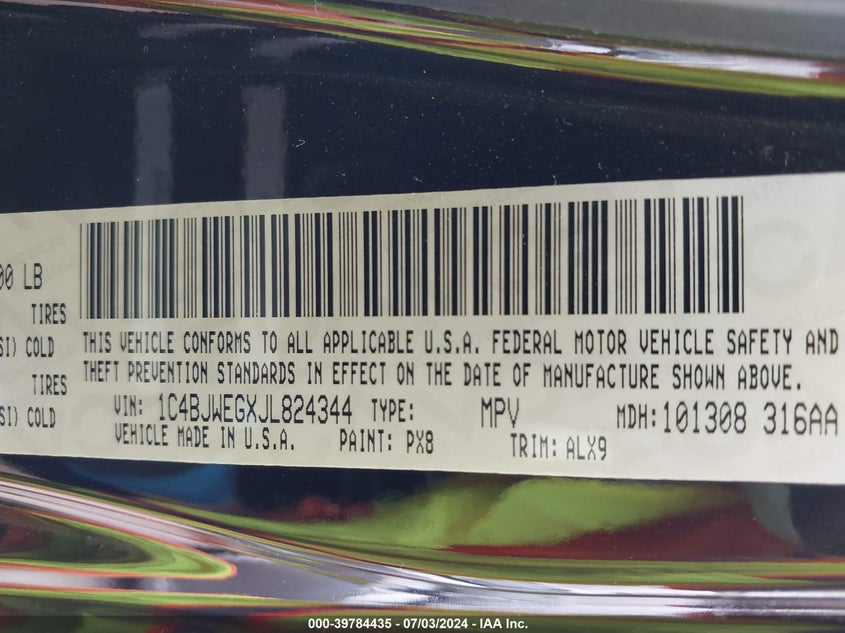 00 LB
TIRES
SI) COLD
TIRES
SI) COLD
THIS VEHICLE CONFORMS TO ALL APPLICABLE U.S.A. FEDERAL MOTOR VEHICLE SAFETY AND
THEFT PREVENTION STANDARDS IN EFFECT ON THE DATE OF MANUFACTURE SHOWN ABOVE.
VIN: 1C4BJWEGXJL824344 TYPE: MPV MDH:101308 316AA
VEHICLE MADE IN U.S.A. PAINT: PX8 TRIM: ALX9
000-39784435 - 07/03/2024 - IAA Inc.